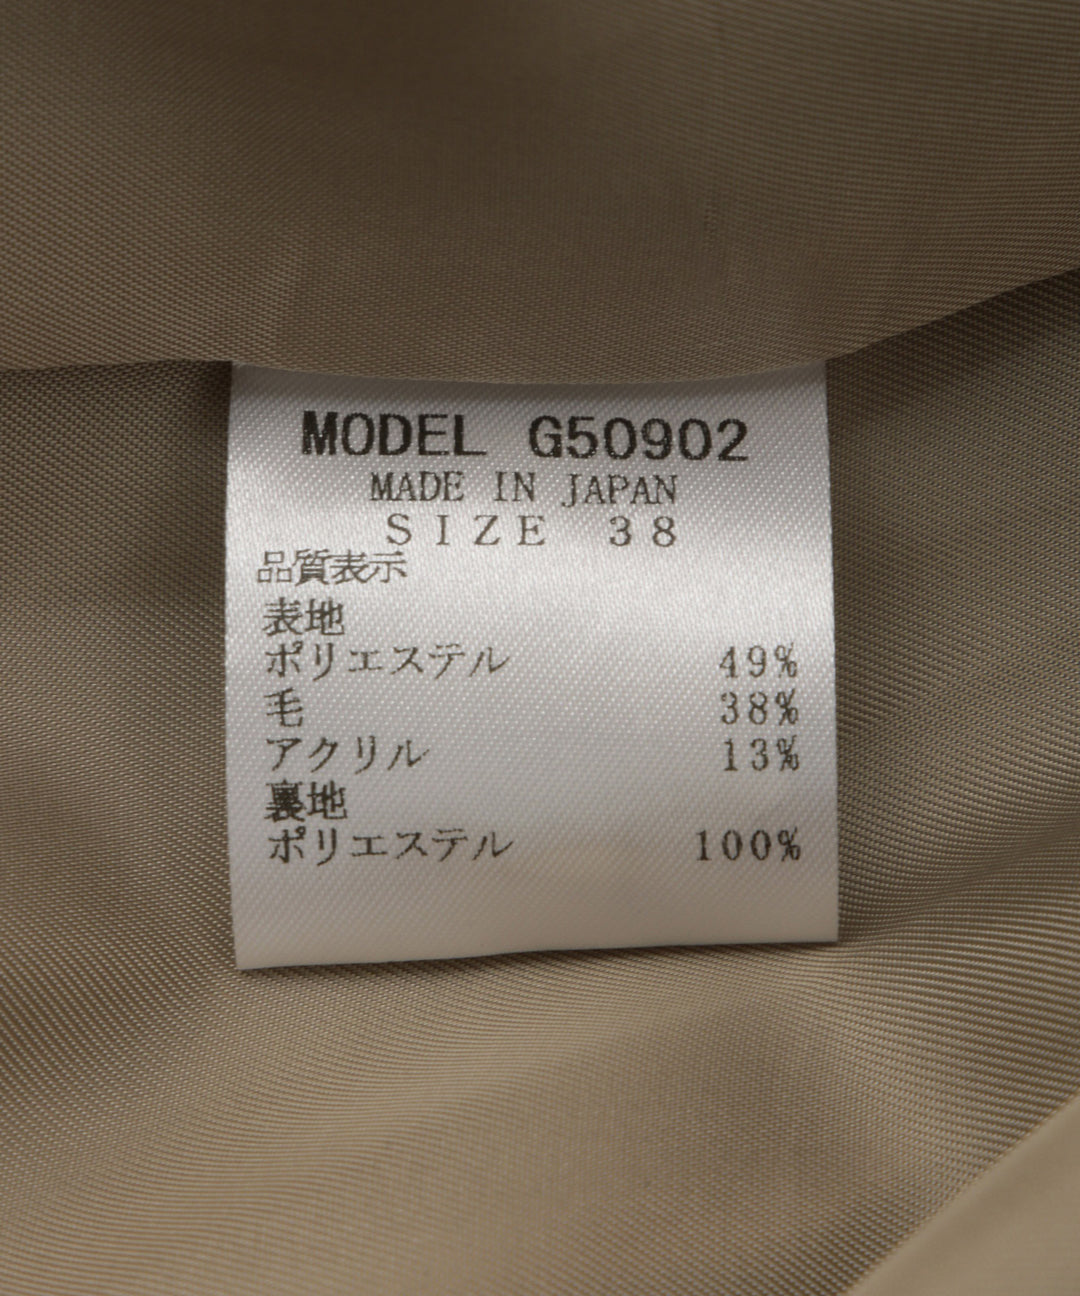 MODEL G50902
MADE IN JAPAN
SIZE 38
品質表示
表地
ポリエステル 49%
毛 38%
アクリル 13%
裏地
ポリエステル 100%